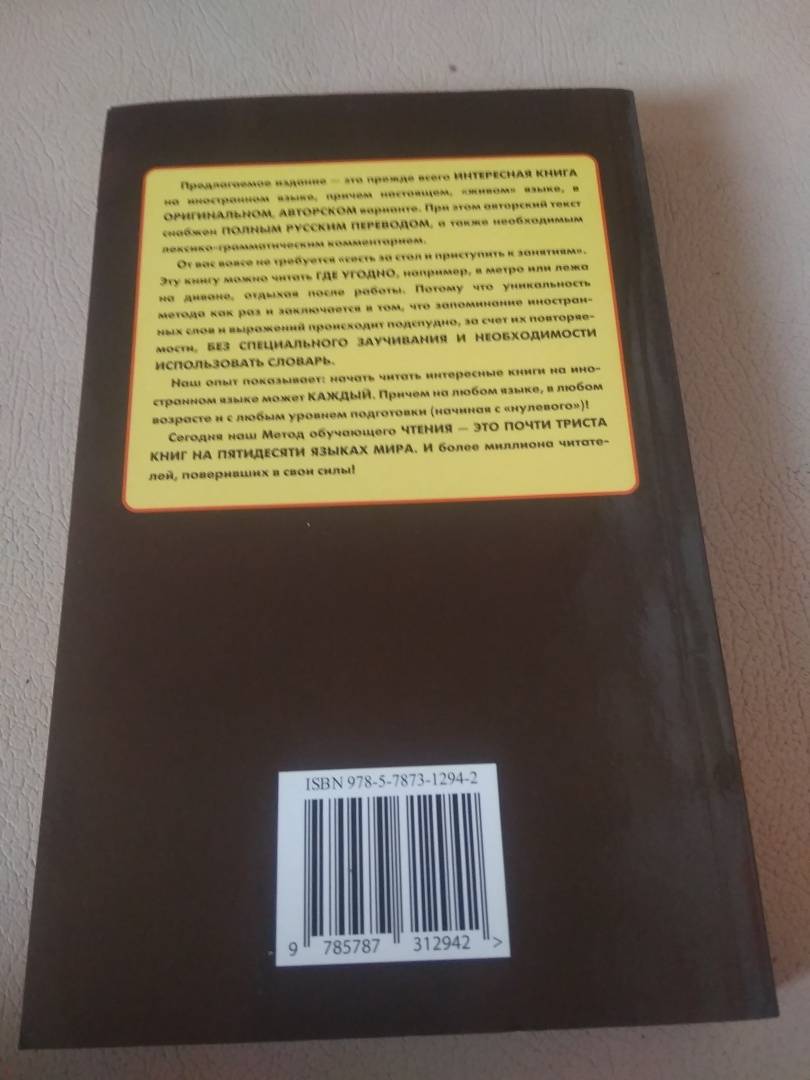 Предлагаемое издание — это прежде всего ИНТЕРЕСНАЯ КНИГА
на иностранном языке, причем настоящем, «живом» языке, в
ОРИГИНАЛЬНОМ, АВТОРСКОМ варианте. При этом авторский текст
снабжен ПОЛНЫМ РУССКИМ ПЕРЕВОДОМ, а также необходимым
лексико-грамматическим комментарием.
От вас вовсе не требуется «сесть за стол и приступить к занятиям».
Эту книгу можно читать ГДЕ УГОДНО, например, в метро или лежа
на диване, отдыхая после работы. Потому что уникальность
метода как раз и заключается в том, что запоминание иностран-
ных слов и выражений происходит подспудно, за счет их повторяе-
мости, БЕЗ СПЕЦИАЛЬНОГО ЗАУЧИВАНИЯ И НЕОБХОДИМОСТИ
ИСПОЛЬЗОВАТЬ СЛОВАРЬ.
Наш опыт показывает: начать читать интересные книги на ино-
странном языке может КАЖДЫЙ. Причем на любом языке, в любом
возрасте и с любым уровнем подготовки (начиная с «нулевого»)!
Сегодня наш Метод обучающего ЧТЕНИЯ — ЭТО ПОЧТИ ТРИСТА
КНИГ НА ПЯТИДЕСЯТИ ЯЗЫКАХ МИРА. И более миллиона читате-
лей, поверивших в свои силы!
ISBN 978-5-7873-1294-2
9 785787 312942 >